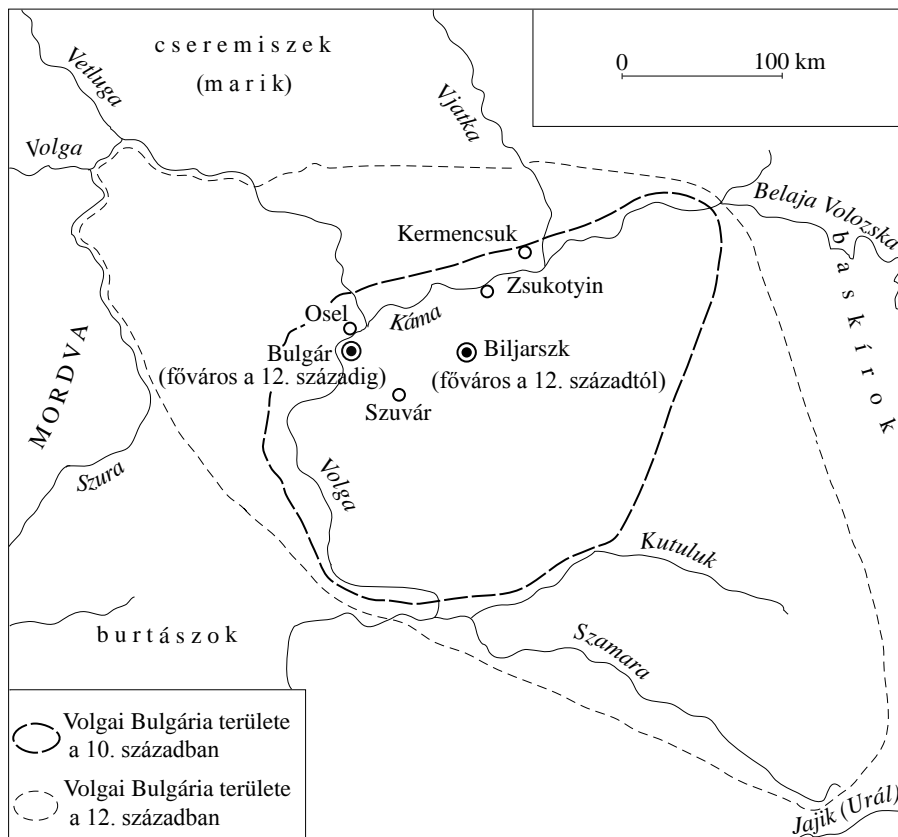 cseremiszek
(marik)
0
100 km
Vetluga
Volga
Vjatka
Belaja Volozska
baskírok
Kermencsuk
Zsukotyin
Osel
Káma
Bulgár
(főváros a 12. századig)
Biljarszk
(főváros a 12. századtól)
Szuvár
MORDVA
Szura
Volga
Kutuluk
burtászok
Szamara
Jajik (Urál)
Volgai Bulgária területe
a 10. században
Volgai Bulgária területe
a 12. században